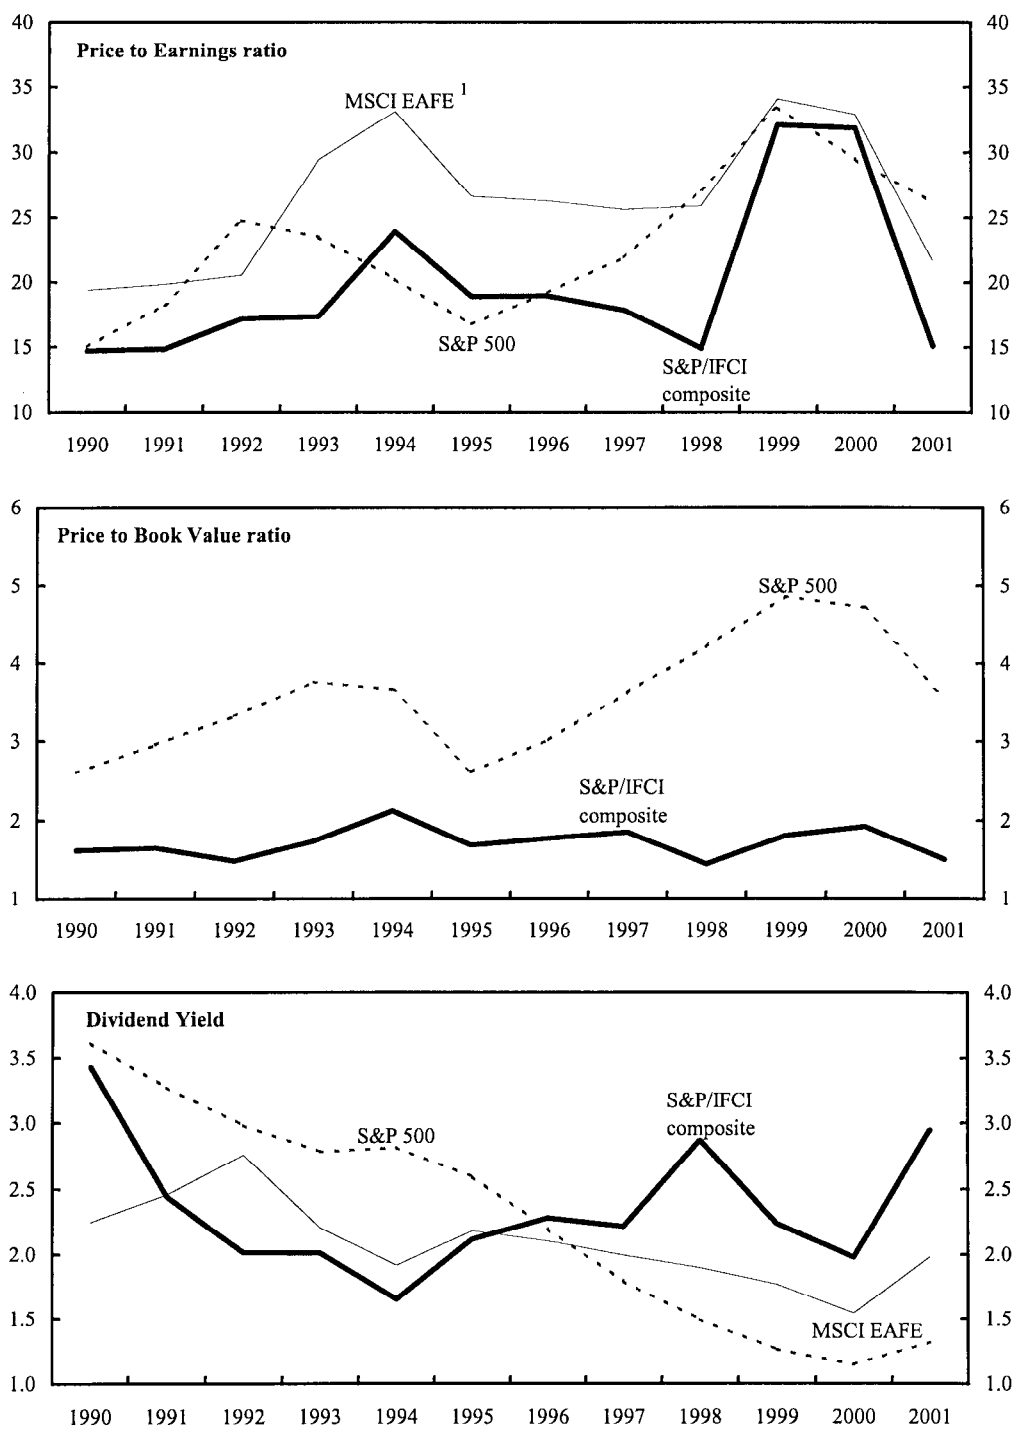 40 40
Price to Earnings ratio
35 35
MSCI EAFE 1
30 30
25 25
20 20
15 15
S&P 500
S&P/IFCI
composite
10 10
1990 1991 1992 1993 1994 1995 1996 1997 1998 1999 2000 2001
6 6
Price to Book Value ratio
5 5
S&P 500
4 4
3 3
S&P/IFCI
composite
2 2
1 1
1990 1991 1992 1993 1994 1995 1996 1997 1998 1999 2000 2001
4.0 4.0
Dividend Yield
3.5 3.5
S&P/IFCI
composite
3.0 3.0
S&P 500
2.5 2.5
2.0 2.0
1.5 1.5
MSCI EAFE
1.0 1.0
1990 1991 1992 1993 1994 1995 1996 1997 1998 1999 2000 2001